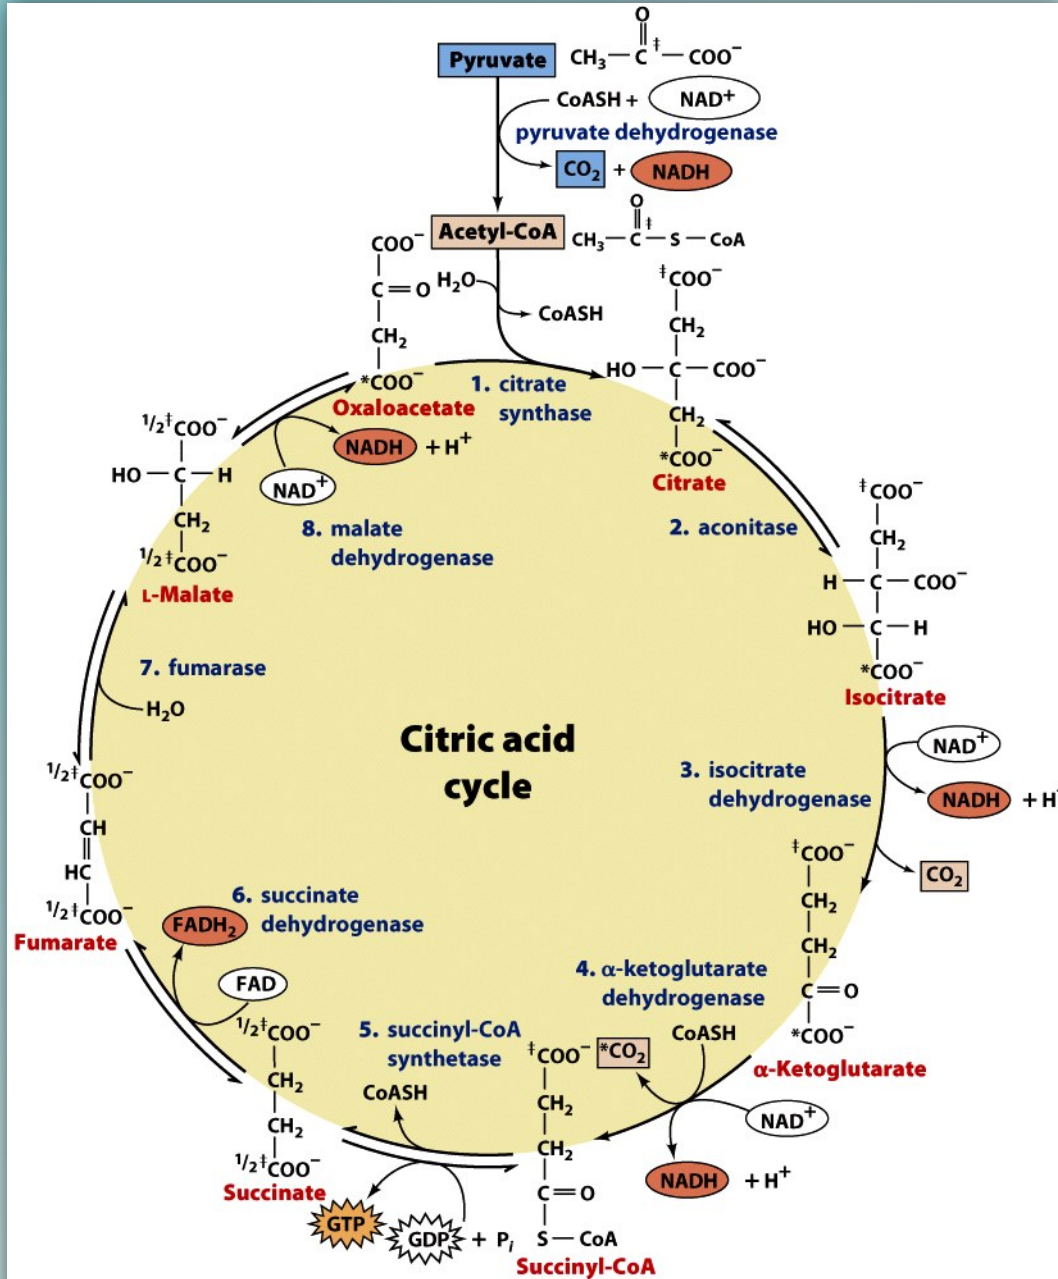 Pyruvate
O
CH3—C‡—COO−
CoASH + NAD+
pyruvate dehydrogenase
CO2 + NADH
Acetyl-CoA
O
CH3—C‡—S—CoA
H2O
CoASH
COO−
C=O
CH2
*COO−
Oxaloacetate
1. citrate
synthase
‡COO−
CH2
HO—C—COO−
CH2
*COO−
Citrate
2. aconitase
‡COO−
CH2
H—C—COO−
HO—C—H
*COO−
Isocitrate
NAD+
3. isocitrate
dehydrogenase
NADH + H
CO2
‡COO−
CH2
CH2
C=O
*COO−
α-Ketoglutarate
4. α-ketoglutarate
dehydrogenase
CoASH
*CO2
NAD+
NADH + H+
‡COO−
CH2
CH2
C=O
S—CoA
Succinyl-CoA
5. succinyl-CoA
synthetase
CoASH
GTP
GDP + Pi
1/2‡COO−
CH2
CH2
1/2‡COO−
Succinate
6. succinate
dehydrogenase
FADH2
FAD
1/2‡COO−
CH
HC
1/2‡COO−
Fumarate
7. fumarase
H2O
1/2‡COO−
HO—C—H
CH2
1/2‡COO−
L-Malate
8. malate
dehydrogenase
NAD+
NADH + H+
Citric acid
cycle